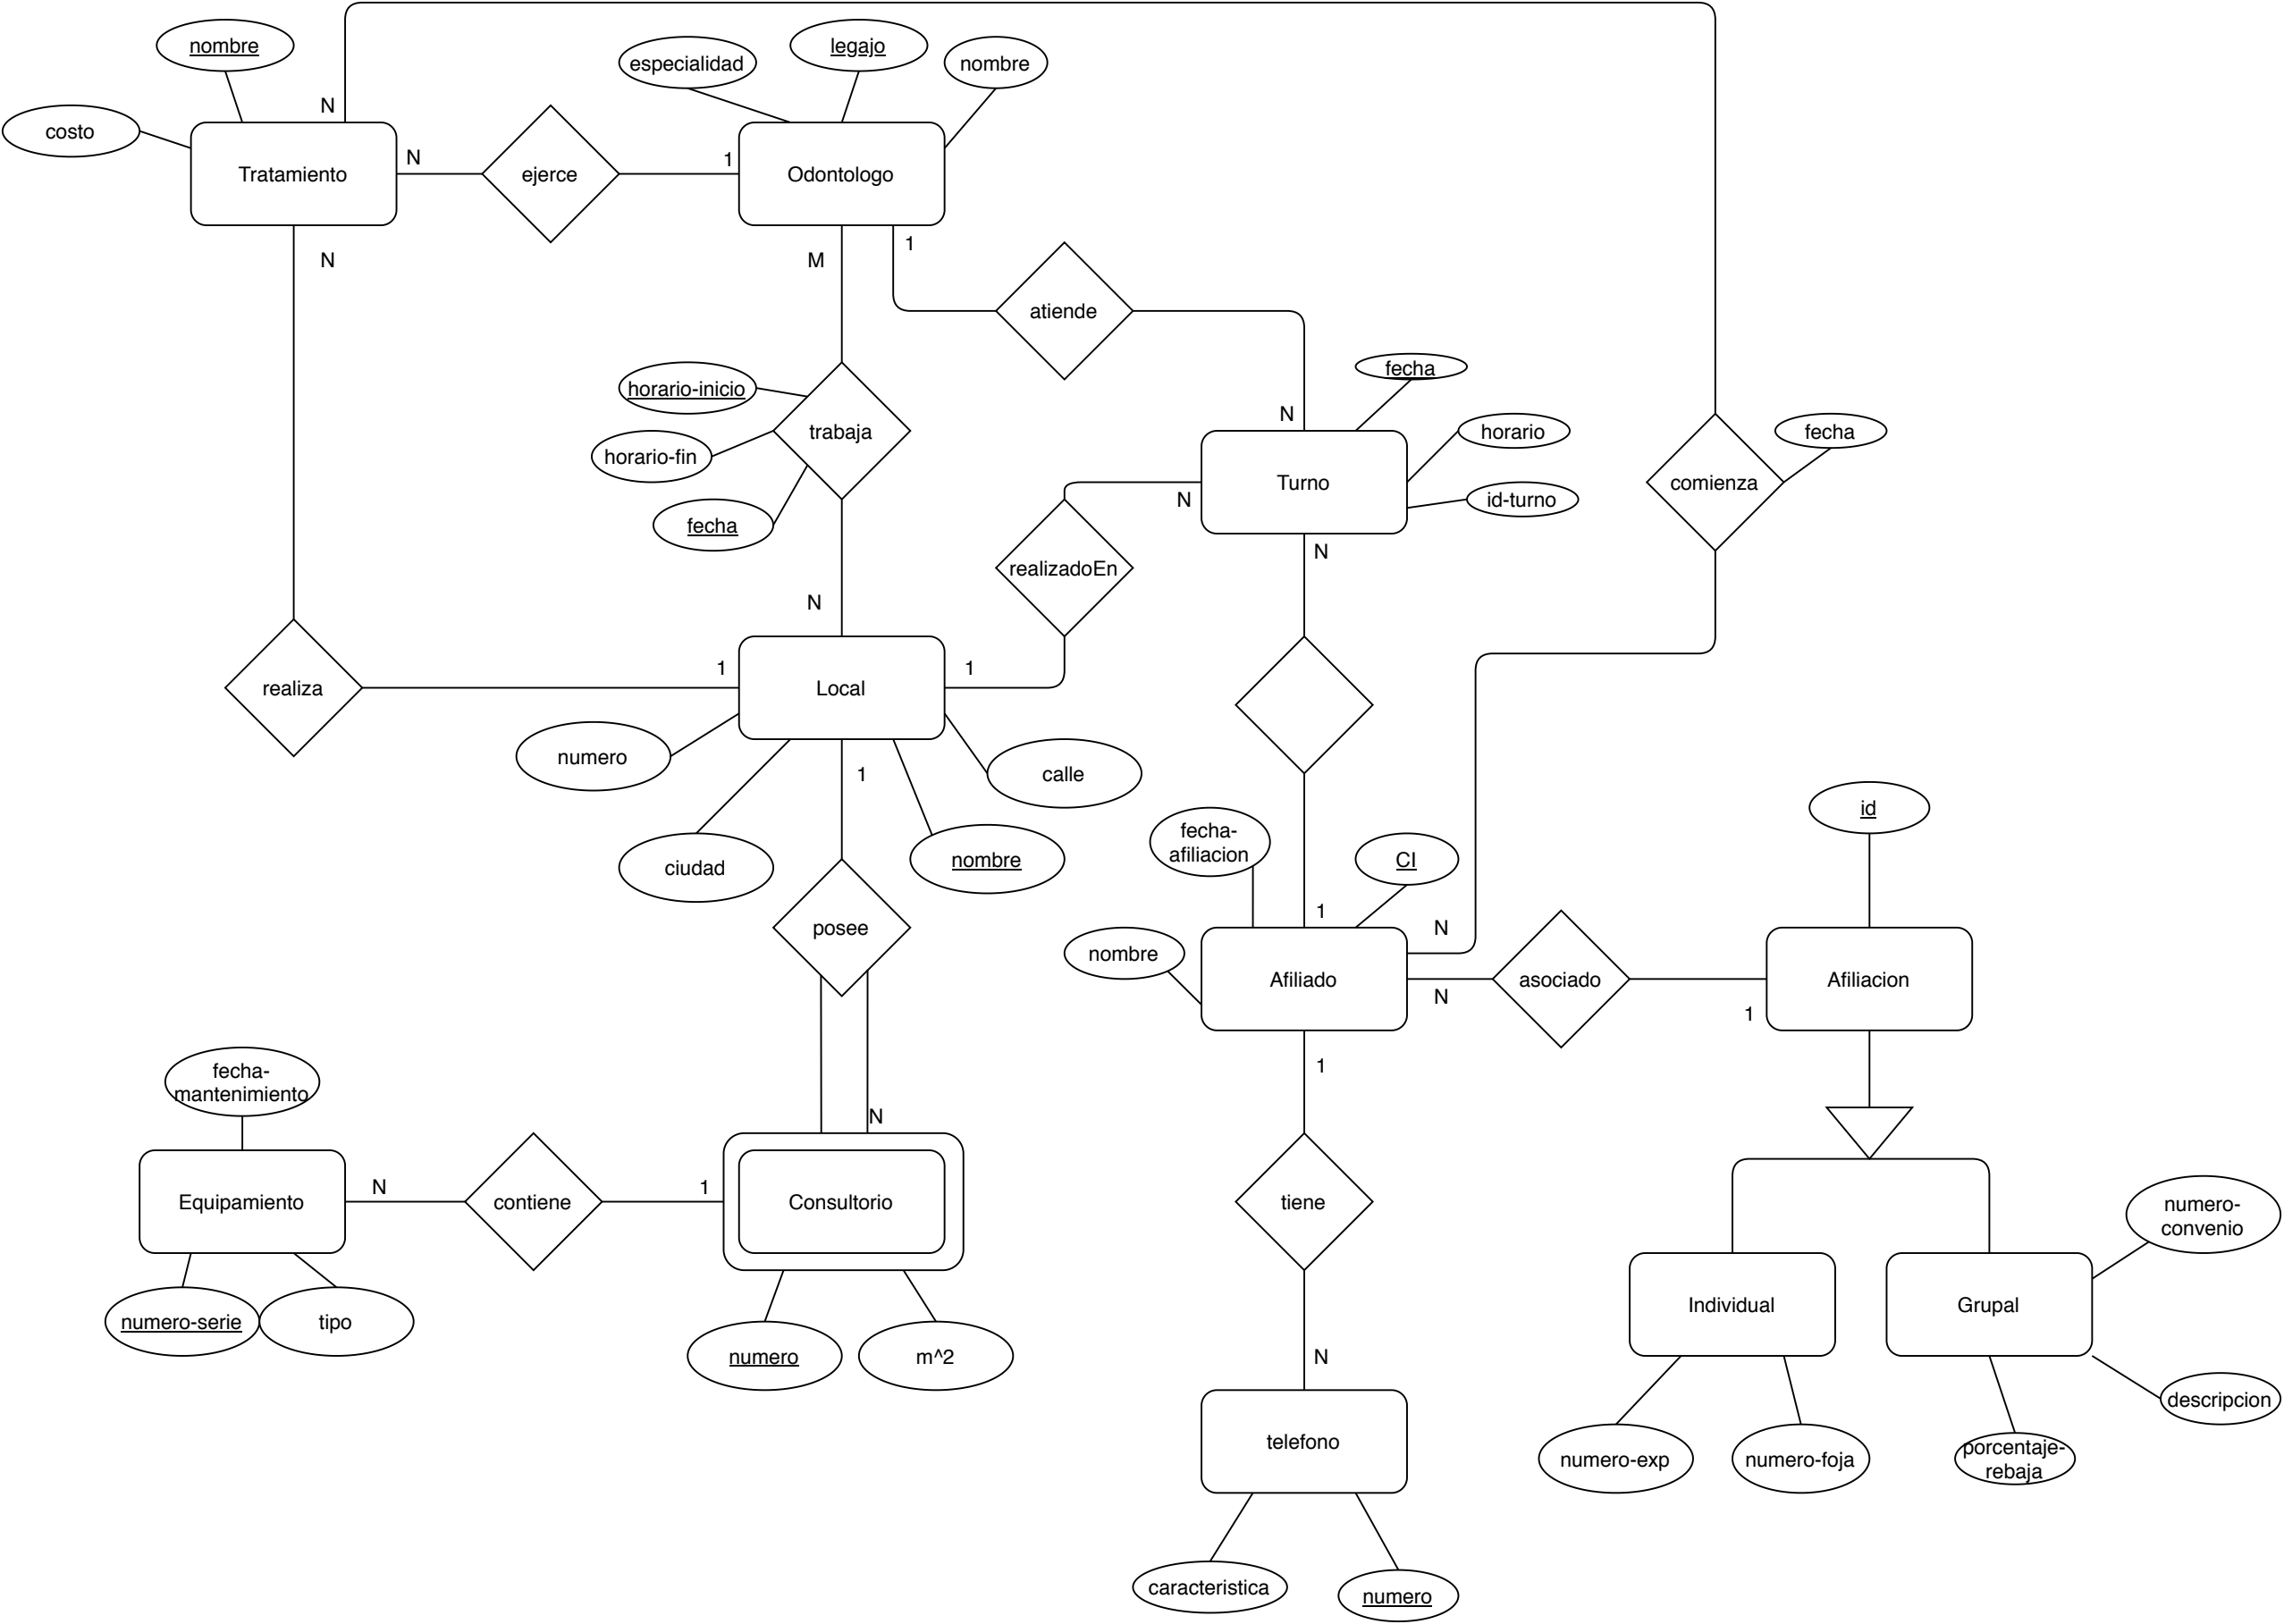 nombre
legajo
especialidad
nombre
costo
N
N
1
Tratamiento
ejerce
Odontologo
1
N
M
atiende
fecha
horario-inicio
N
horario
fecha
trabaja
horario-fin
Turno
comienza
N
id-turno
fecha
N
realizadoEn
N
1
1
realiza
Local
numero
1
calle
id
fecha-
afiliacion
CI
ciudad
nombre
1
posee
N
nombre
Afiliado
asociado
Afiliacion
N
1
1
fecha-
mantenimiento
N
N
1
Equipamiento
contiene
Consultorio
tiene
numero-
convenio
Individual
Grupal
numero-serie
tipo
numero
m^2
N
descripcion
telefono
numero-exp
numero-foja
porcentaje-
rebaja
caracteristica
numero